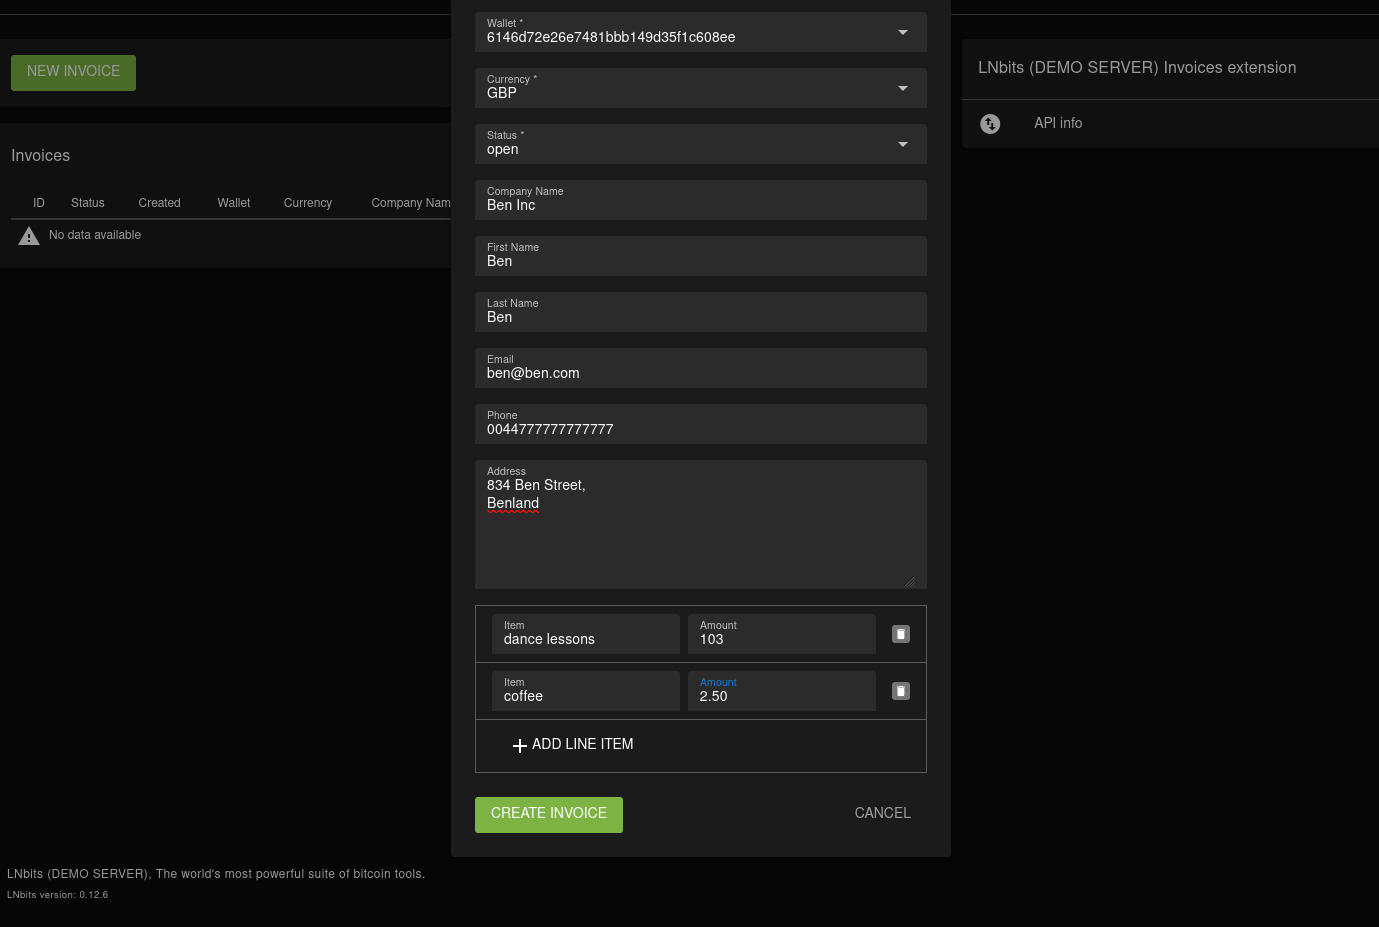 NEW INVOICE
Invoices
ID Status Created Wallet Currency Company Nam
No data available
Wallet *
6146d72e26e7481bbb149d35f1c608ee
Currency *
GBP
Status *
open
Company Name
Ben Inc
First Name
Ben
Last Name
Ben
Email
ben@ben.com
Phone
0044777777777777
Address
834 Ben Street,
Benland
Item Amount
dance lessons 103
Item Amount
coffee 2.50
ADD LINE ITEM
CREATE INVOICE CANCEL
LNbits (DEMO SERVER) Invoices extension
API info
LNbits (DEMO SERVER), The world's most powerful suite of bitcoin tools.
LNbits version: 0.12.6